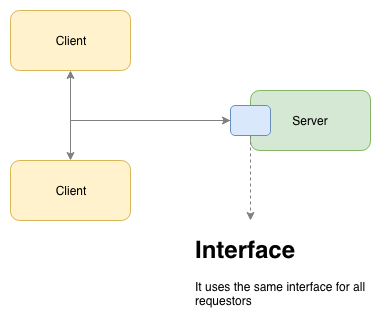 Client
Server
Client
Interface
It uses the same interface for all
requestors